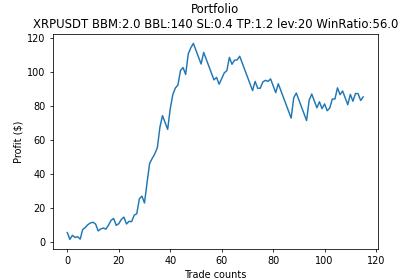 Portfolio
XRPUSDT BBM:2.0 BBL:140 SL:0.4 TP:1.2 lev:20 WinRatio:56.0
120
100
80
60
40
20
0
Profit ($)
0 20 40 60 80 100 120
Trade counts